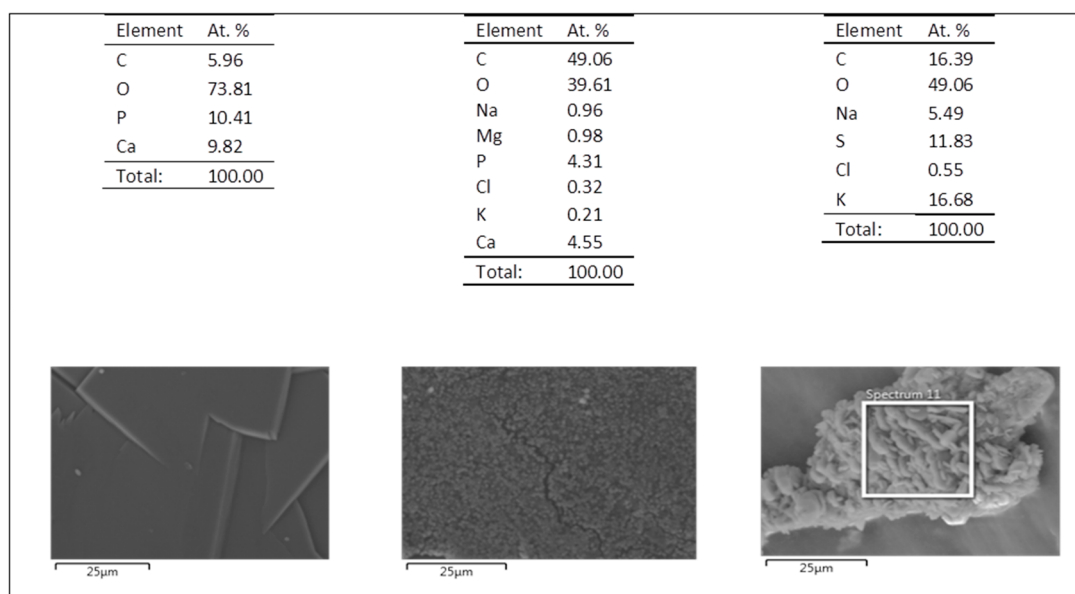 Element At. %
C 5.96
O 73.81
P 10.41
Ca 9.82
Total: 100.00
Element At. %
C 49.06
O 39.61
Na 0.96
Mg 0.98
P 4.31
Cl 0.32
K 0.21
Ca 4.55
Total: 100.00
Element At. %
C 16.39
O 49.06
Na 5.49
S 11.83
Cl 0.55
K 16.68
Total: 100.00
25μm
25μm
Spectrum 11
25μm